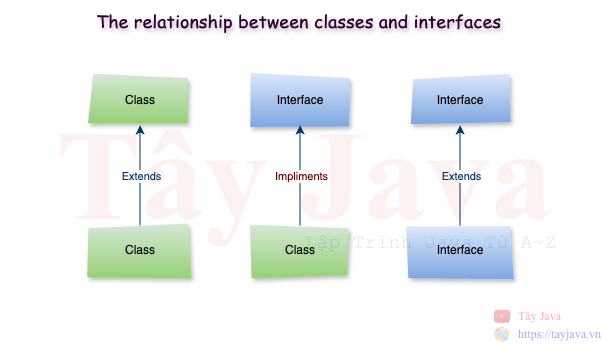 The relationship between classes and interfaces
Class
Interface
Interface
Extends
Impliments
Extends
Tây Java
Lập Trình Java Từ A~Z
Class
Class
Interface
Tây Java
https://tayjava.vn